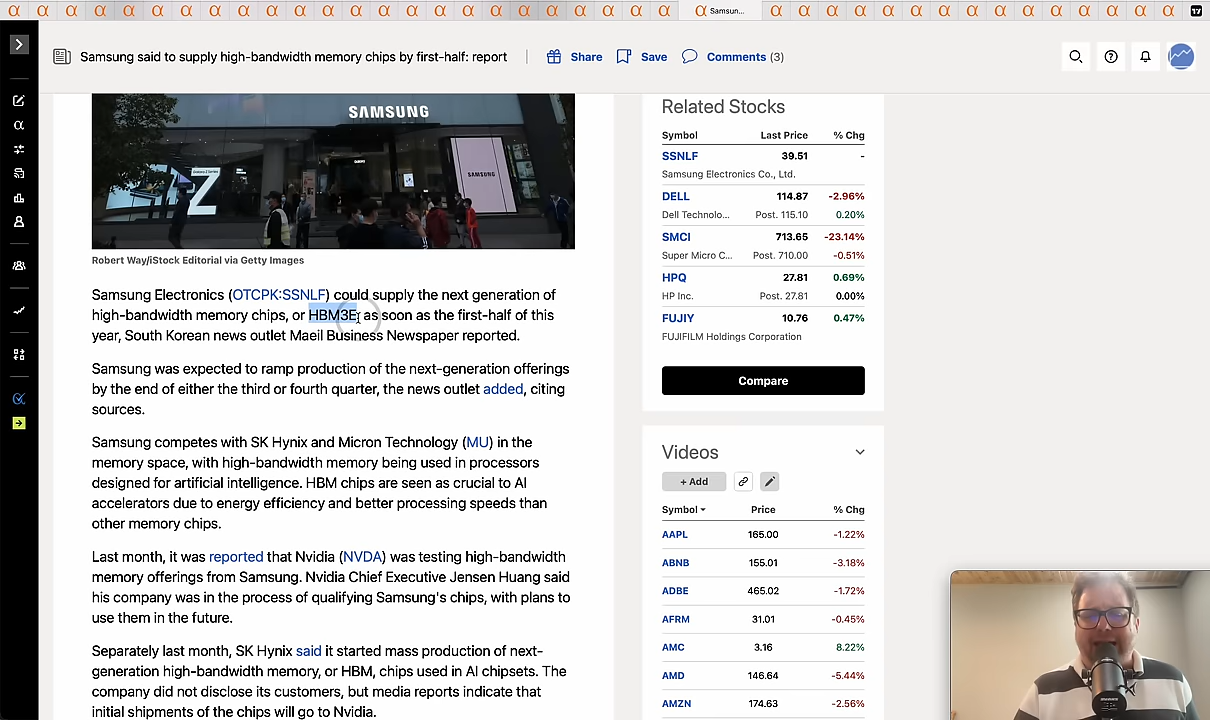 Samsun...
Samsung said to supply high-bandwidth memory chips by first-half: report
Share
Save
Comments (3)
SAMSUNG
SAMSUNG
Z
Robert Way/iStock Editorial via Getty Images
Samsung Electronics (OTCPK:SSNLF) could supply the next generation of
high-bandwidth memory chips, or HBM3E as soon as the first-half of this
year, South Korean news outlet Maeil Business Newspaper reported.
Samsung was expected to ramp production of the next-generation offerings
by the end of either the third or fourth quarter, the news outlet added, citing
sources.
Samsung competes with SK Hynix and Micron Technology (MU) in the
memory space, with high-bandwidth memory being used in processors
designed for artificial intelligence. HBM chips are seen as crucial to AI
accelerators due to energy efficiency and better processing speeds than
other memory chips.
Last month, it was reported that Nvidia (NVDA) was testing high-bandwidth
memory offerings from Samsung. Nvidia Chief Executive Jensen Huang said
his company was in the process of qualifying Samsung's chips, with plans to
use them in the future.
Separately last month, SK Hynix said it started mass production of next-
generation high-bandwidth memory, or HBM, chips used in AI chipsets. The
company did not disclose its customers, but media reports indicate that
initial shipments of the chips will go to Nvidia.
Related Stocks
Symbol Last Price % Chg
SSNLF 39.51 -
Samsung Electronics Co., Ltd.
DELL 114.87 -2.96%
Dell Technolo... Post. 115.10 0.20%
SMCI 713.65 -23.14%
Super Micro C... Post. 710.00 -0.51%
HPQ 27.81 0.69%
HP Inc. Post. 27.81 0.00%
FUJIY 10.76 0.47%
FUJIFILM Holdings Corporation
Compare
Videos
+ Add
Symbol Price % Chg
AAPL 165.00 -1.22%
ABNB 155.01 -3.18%
ADBE 465.02 -1.72%
AFRM 31.01 -0.45%
AMC 3.16 8.22%
AMD 146.64 -5.44%
AMZN 174.63 -2.56%